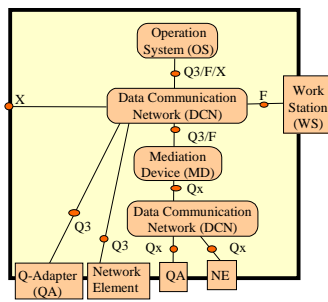 Operation
System (OS)
Q3/F/X
X
Data Communication
Network (DCN)
F
Work
Station
(WS)
Q3/F
Mediation
Device (MD)
Qx
Data Communication
Network (DCN)
Q3
Q3
Qx
Qx
Q-Adapter
(QA)
Network
Element
QA
NE